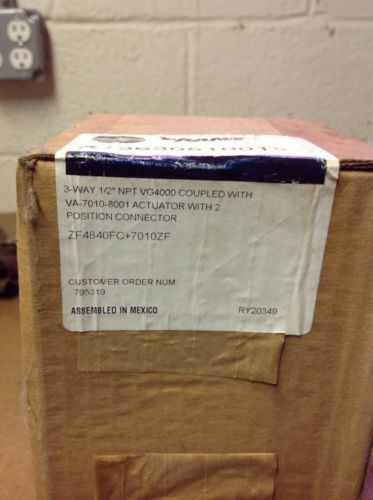 3-WAY 1/2" NPT VG4000 COUPLED WITH
VA-7010-8001 ACTUATOR WITH 2
POSITION CONNECTOR
ZF4840FC+7010ZF
CUSTOMER ORDER NUM:
795319
ASSEMBLED IN MEXICO RY20349